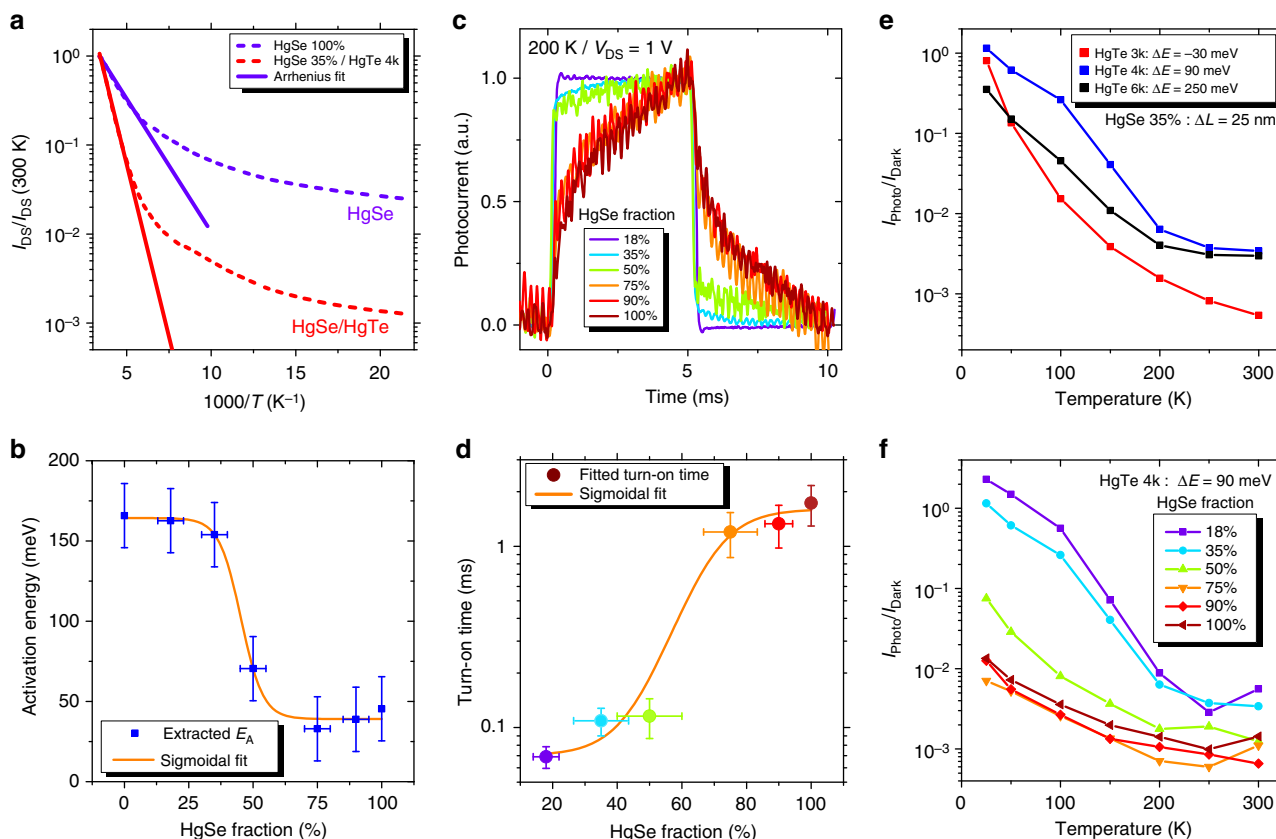 a
HgSe 100%
HgSe 35% / HgTe 4k
Arrhenius fit
10⁰
10⁻¹
10⁻²
10⁻³
I_DS/I_DS (300 K)
HgSe
HgSe/HgTe
5
10
15
20
1000/T (K⁻¹)
b
200
150
100
50
0
Activation energy (meV)
Extracted E_A
Sigmoidal fit
0
25
50
75
100
HgSe fraction (%)
c
200 K / V_DS = 1 V
1.0
0.5
0.0
Photocurrent (a.u.)
HgSe fraction
18%
35%
50%
75%
90%
100%
0
5
10
Time (ms)
d
Fitted turn-on time
Sigmoidal fit
1
0.1
Turn-on time (ms)
20
40
60
80
100
HgSe fraction (%)
e
HgTe 3k: ΔE = –30 meV
HgTe 4k: ΔE = 90 meV
HgTe 6k: ΔE = 250 meV
HgSe 35% : ΔL = 25 nm
10⁰
10⁻¹
10⁻²
10⁻³
I_Photo/I_Dark
0
100
200
300
Temperature (K)
f
HgTe 4k : ΔE = 90 meV
HgSe fraction
18%
35%
50%
75%
90%
100%
10⁰
10⁻¹
10⁻²
10⁻³
I_Photo/I_Dark
0
100
200
300
Temperature (K)